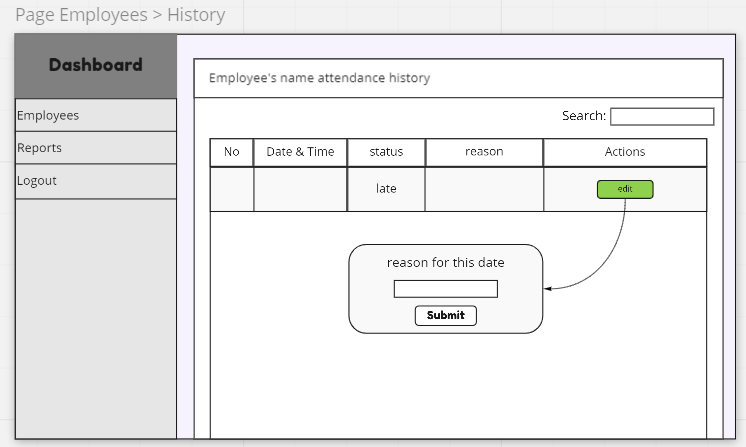 Page Employees > History
Dashboard
Employees
Reports
Logout
Employee's name attendance history
Search:
No Date & Time status reason Actions
late edit
reason for this date
Submit